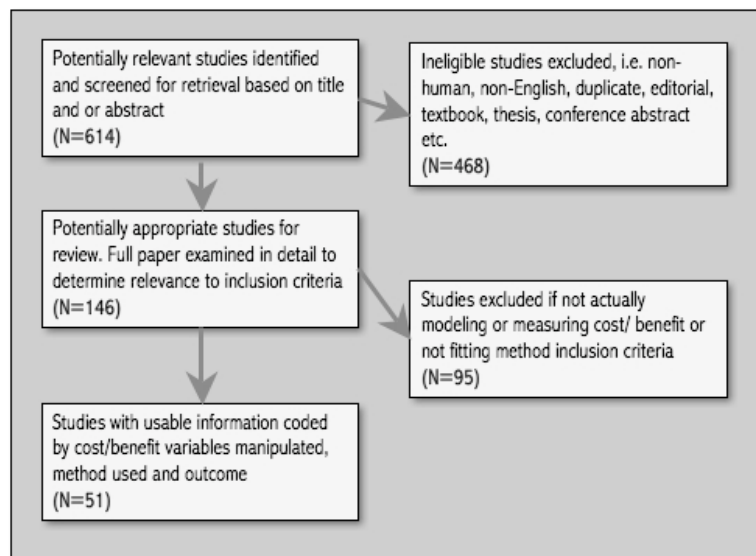 Potentially relevant studies identified
and screened for retrieval based on title
and or abstract
(N=614)
Ineligible studies excluded, i.e. non-
human, non-English, duplicate, editorial,
textbook, thesis, conference abstract
etc.
(N=468)
Potentially appropriate studies for
review. Full paper examined in detail to
determine relevance to inclusion criteria
(N=146)
Studies excluded if not actually
modeling or measuring cost/ benefit or
not fitting method inclusion criteria
(N=95)
Studies with usable information coded
by cost/benefit variables manipulated,
method used and outcome
(N=51)